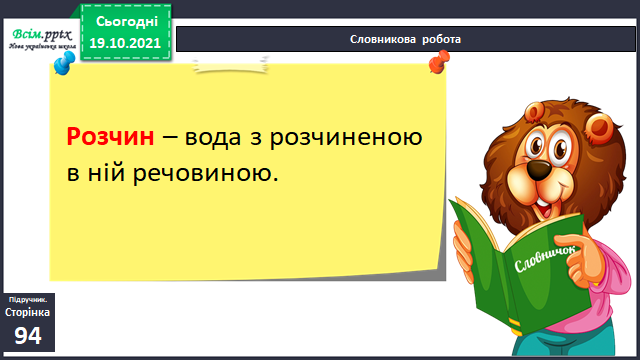 Всім.pptx
Нова українська школа
Сьогодні
19.10.2021
Словникова робота
Розчин – вода з розчиненою
в ній речовиною.
Словничок
Підручник.
Сторінка
94